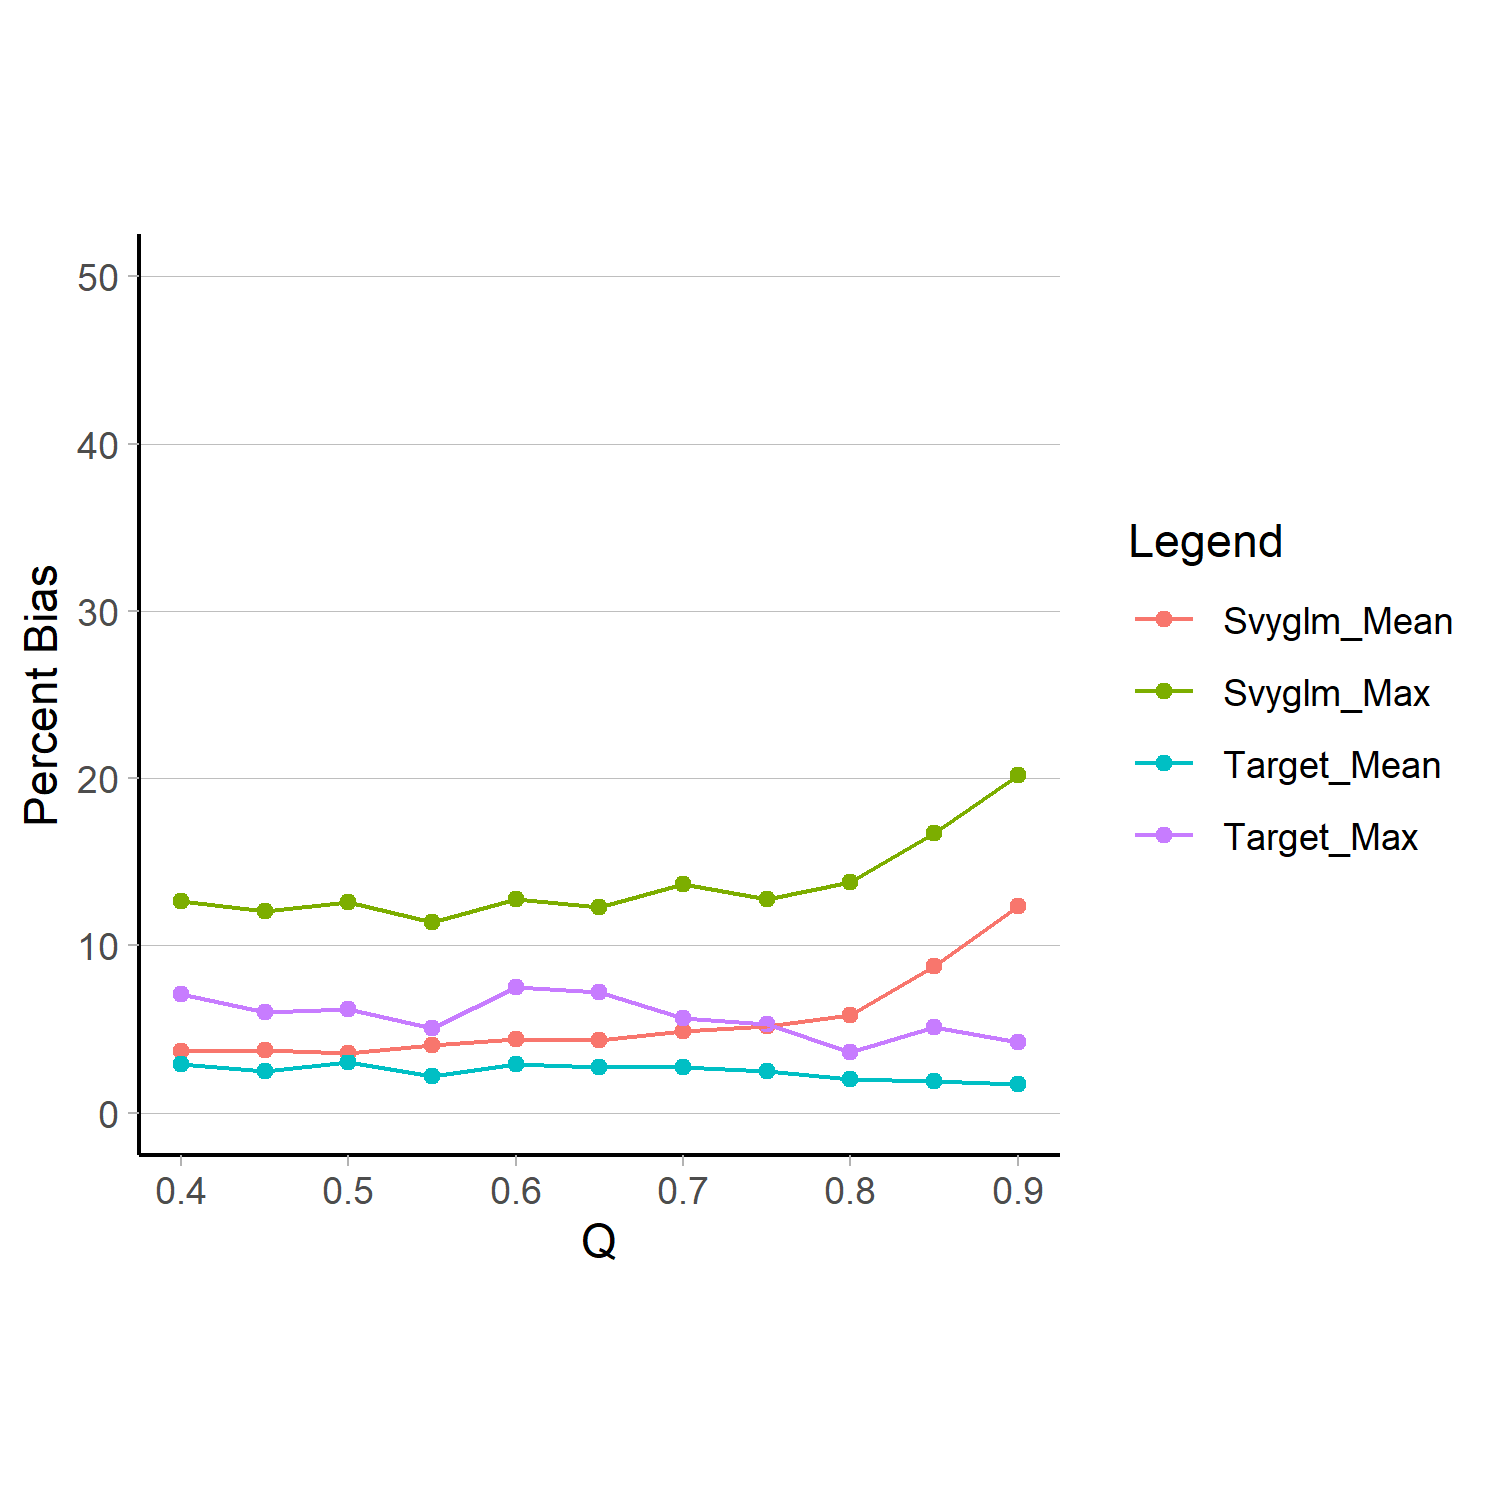 50
40
30
20
10
0
Percent Bias
0.4 0.5 0.6 0.7 0.8 0.9
Q
Legend
Svyglm_Mean
Svyglm_Max
Target_Mean
Target_Max